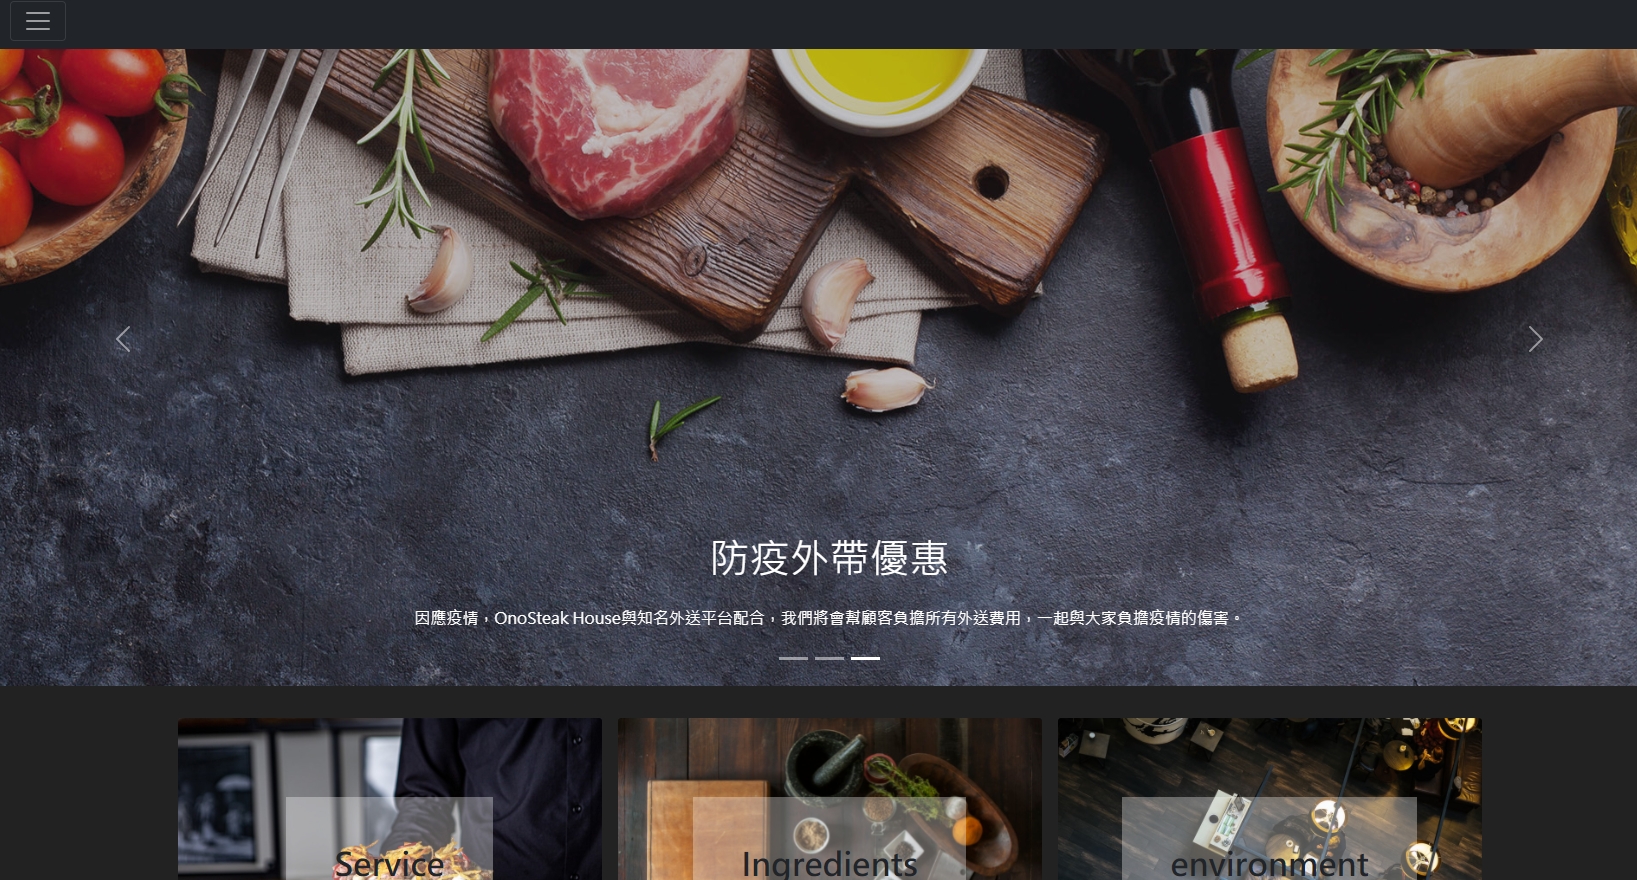 防疫外帶優惠
因應疫情，OnoSteak House與知名外送平台配合，我們將會幫顧客負擔所有外送費用，一起與大家負擔疫情的傷害。
Service
Ingredients
environment